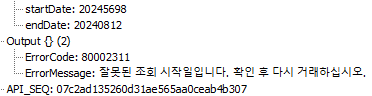 startDate: 20245698
endDate: 20240812
Output {} (2)
ErrorCode: 80002311
ErrorMessage: 잘못된 조회 시작일입니다. 확인 후 다시 거래하십시오.
API_SEQ: 07c2ad135260d31ae565aa0ceab4b307